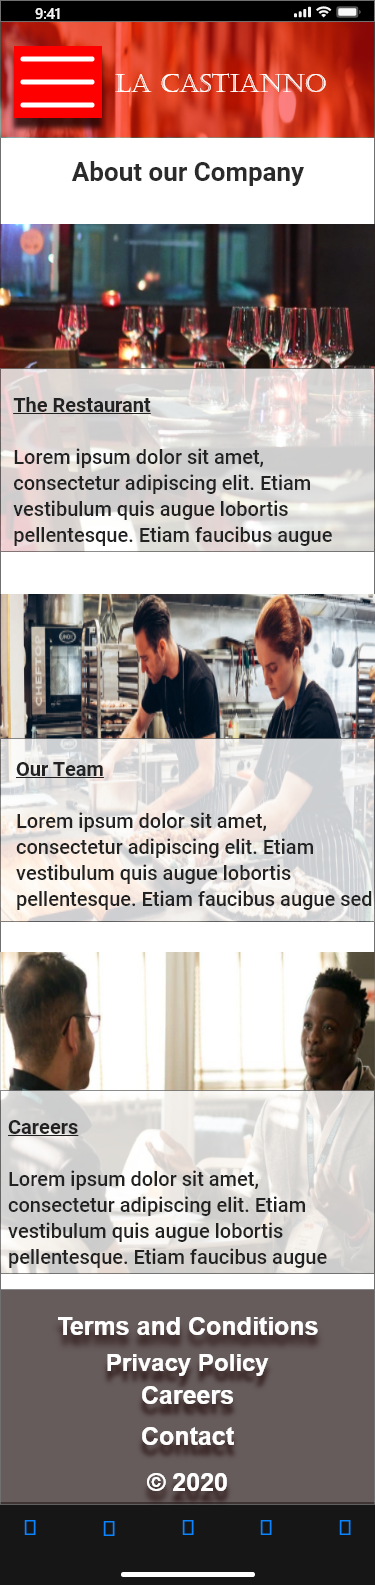 9:41
LA CASTIANNO
About our Company
The Restaurant
Lorem ipsum dolor sit amet,
consectetur adipiscing elit. Etiam
vestibulum quis augue lobortis
pellentesque. Etiam faucibus augue
CHEFTOP
Our Team
Lorem ipsum dolor sit amet,
consectetur adipiscing elit. Etiam
vestibulum quis augue lobortis
pellentesque. Etiam faucibus augue sed
Careers
Lorem ipsum dolor sit amet,
consectetur adipiscing elit. Etiam
vestibulum quis augue lobortis
pellentesque. Etiam faucibus augue
Terms and Conditions
Privacy Policy
Careers
Contact
© 2020